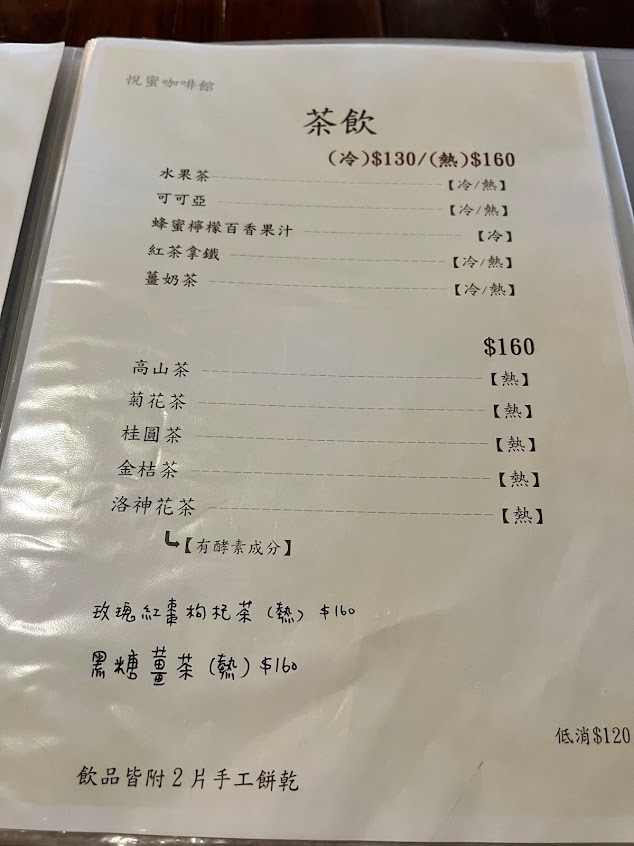 悅蜜咖啡館
茶飲
(冷)$130/(熱)$160
水果茶【冷/熱】
可可亞【冷/熱】
蜂蜜檸檬百香果汁【冷】
紅茶拿鐵【冷/熱】
薑奶茶【冷/熱】
$160
高山茶【熱】
菊花茶【熱】
桂圓茶【熱】
金桔茶【熱】
洛神花茶【熱】
【有酵素成分】
玫瑰紅棗枸杞茶(熱) $160
黑糖薑茶(熱)$160
低消$120
飲品皆附2片手工餅乾